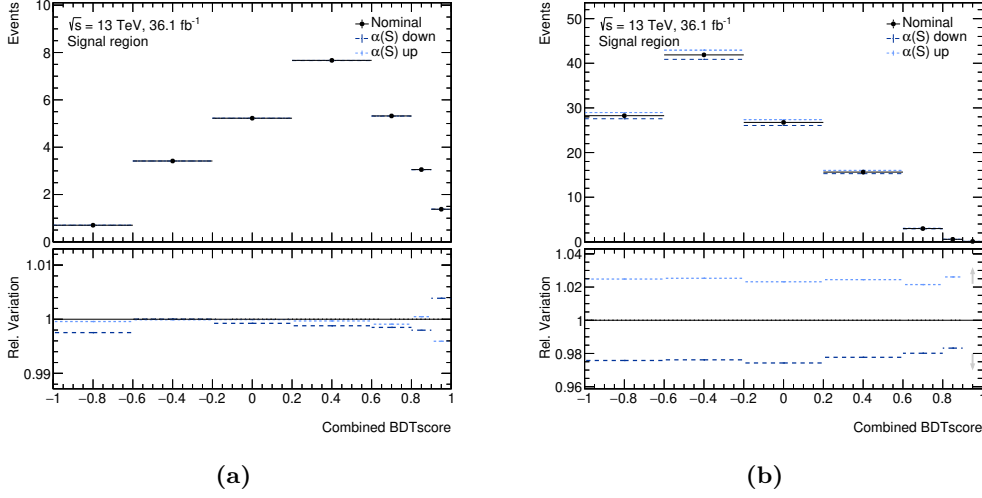 Events
10
8
6
4
2
0
√s = 13 TeV, 36.1 fb⁻¹
Signal region
Nominal
α(S) down
α(S) up
Rel. Variation
1.01
1
0.99
−1 −0.8 −0.6 −0.4 −0.2 0 0.2 0.4 0.6 0.8 1
Combined BDTscore
(a)
Events
50
40
30
20
10
0
√s = 13 TeV, 36.1 fb⁻¹
Signal region
Nominal
α(S) down
α(S) up
Rel. Variation
1.04
1.02
1
0.98
0.96
−1 −0.8 −0.6 −0.4 −0.2 0 0.2 0.4 0.6 0.8 1
Combined BDTscore
(b)